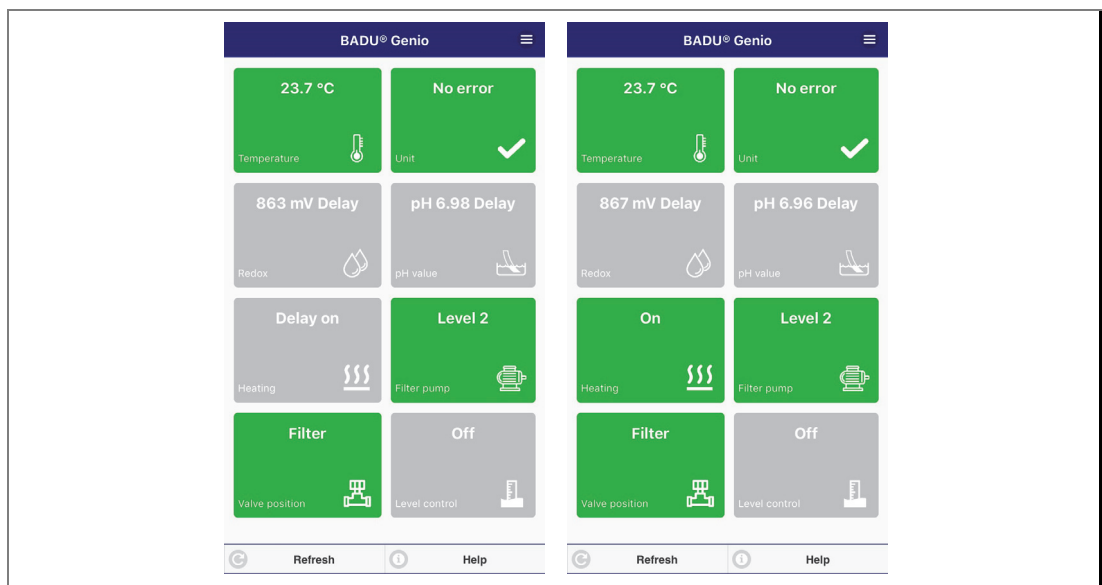 BADU® Genio
23.7 °C
Temperature
No error
Unit
863 mV Delay
Redox
pH 6.98 Delay
pH value
Delay on
Heating
Level 2
Filter pump
Filter
Valve position
Off
Level control
Refresh
Help
BADU® Genio
23.7 °C
Temperature
No error
Unit
867 mV Delay
Redox
pH 6.96 Delay
pH value
On
Heating
Level 2
Filter pump
Filter
Valve position
Off
Level control
Refresh
Help